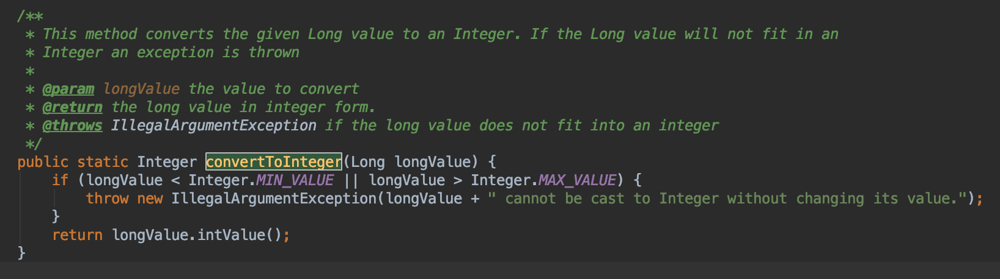 /**
 * This method converts the given Long value to an Integer. If the Long value will not fit in an
 * Integer an exception is thrown
 *
 * @param longValue the value to convert
 * @return the long value in integer form.
 * @throws IllegalArgumentException if the long value does not fit into an integer
 */
public static Integer convertToInteger(Long longValue) {
    if (longValue < Integer.MIN_VALUE || longValue > Integer.MAX_VALUE) {
        throw new IllegalArgumentException(longValue + " cannot be cast to Integer without changing its value.");
    }
    return longValue.intValue();
}